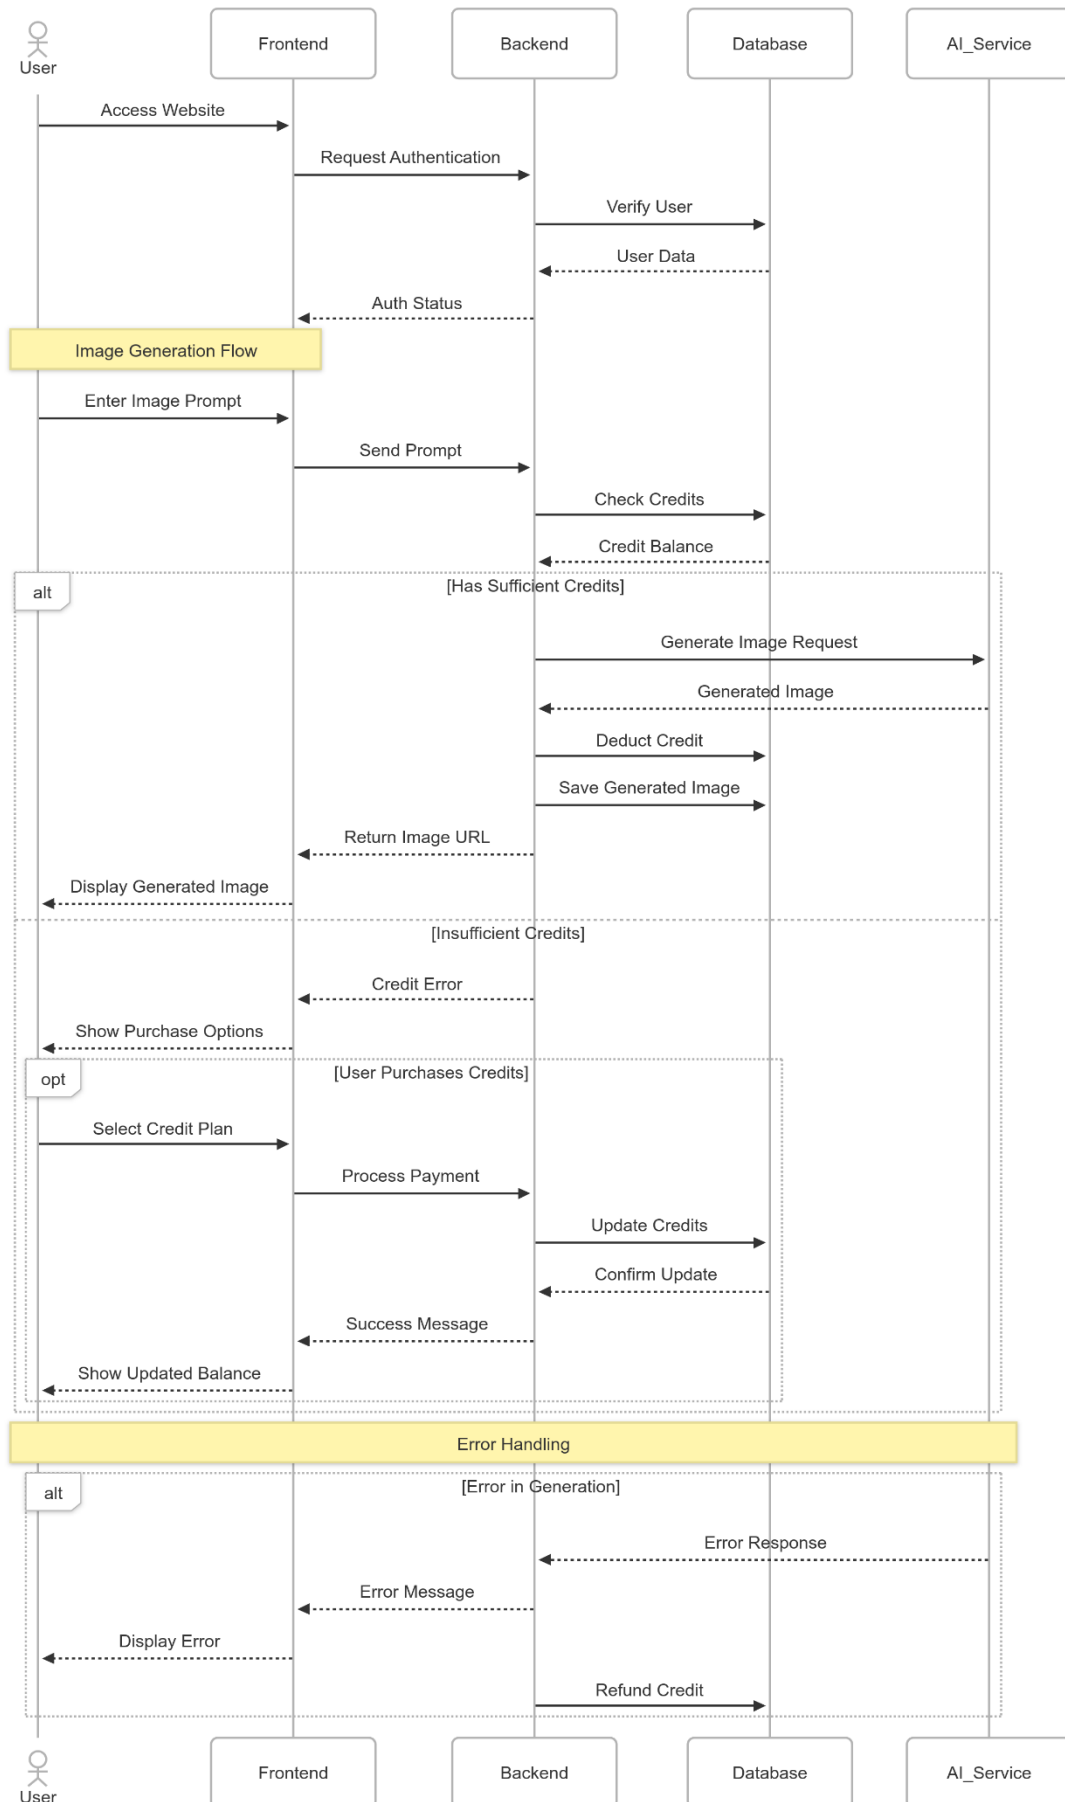 Frontend
Backend
Database
AI_Service
User
Access Website
Request Authentication
Verify User
User Data
Auth Status
Image Generation Flow
Enter Image Prompt
Send Prompt
Check Credits
Credit Balance
alt
[Has Sufficient Credits]
Generate Image Request
Generated Image
Deduct Credit
Save Generated Image
Return Image URL
Display Generated Image
[Insufficient Credits]
Credit Error
Show Purchase Options
opt
[User Purchases Credits]
Select Credit Plan
Process Payment
Update Credits
Confirm Update
Success Message
Show Updated Balance
Error Handling
alt
[Error in Generation]
Error Response
Error Message
Display Error
Refund Credit
Frontend
Backend
Database
AI_Service
User